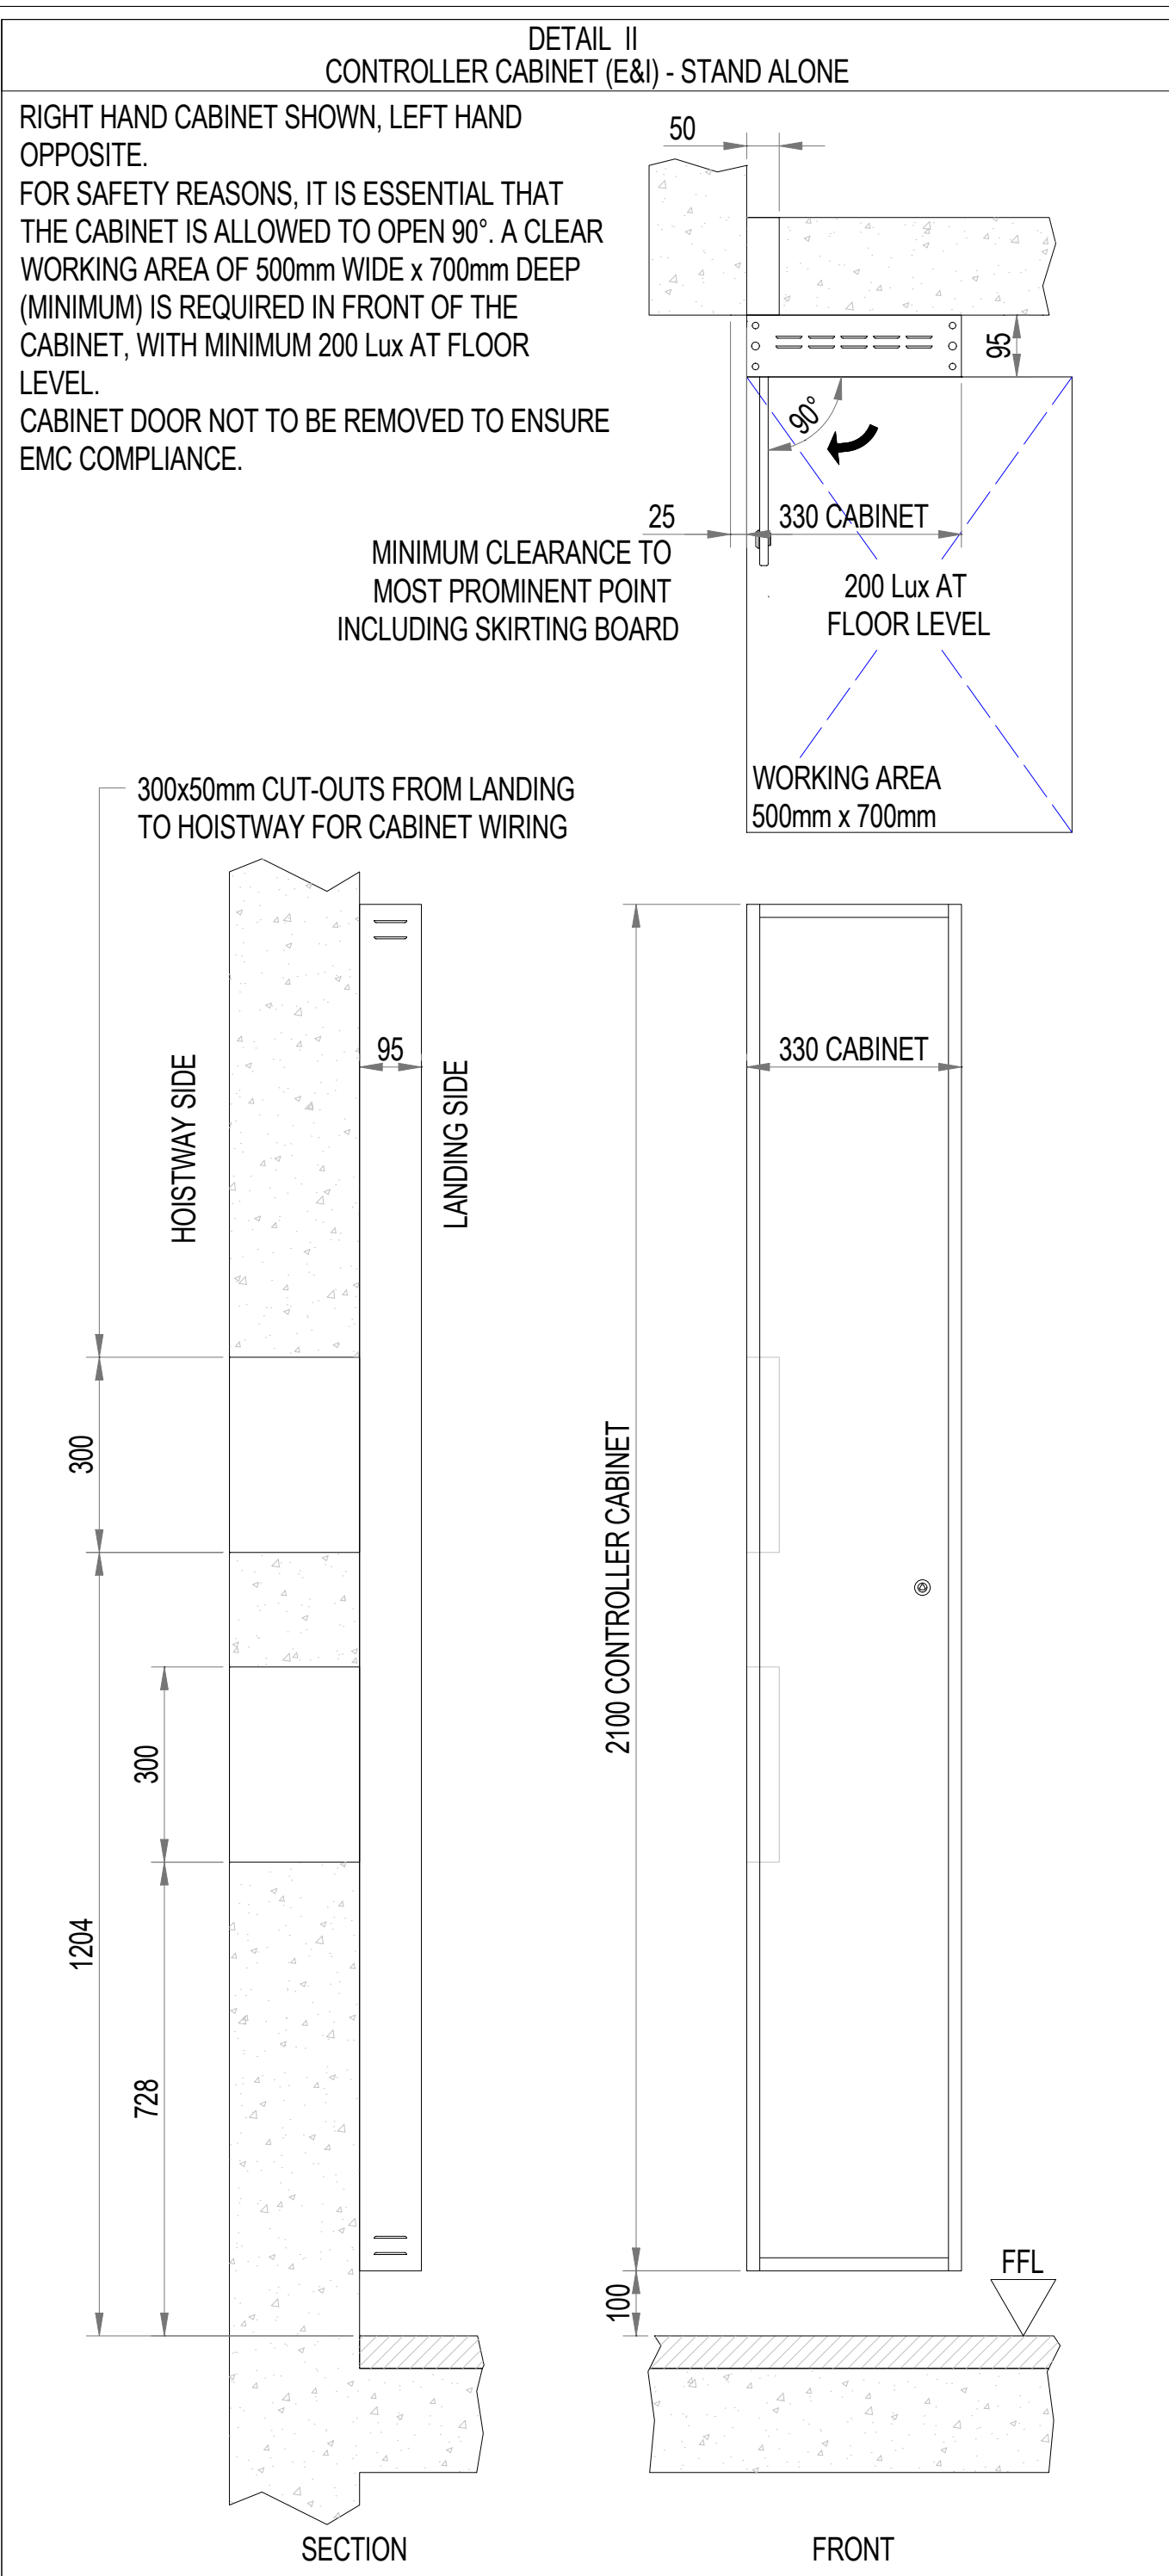 DETAIL II
CONTROLLER CABINET (E&I) - STAND ALONE
RIGHT HAND CABINET SHOWN, LEFT HAND
OPPOSITE.
FOR SAFETY REASONS, IT IS ESSENTIAL THAT
THE CABINET IS ALLOWED TO OPEN 90°. A CLEAR
WORKING AREA OF 500mm WIDE x 700mm DEEP
(MINIMUM) IS REQUIRED IN FRONT OF THE
CABINET, WITH MINIMUM 200 Lux AT FLOOR
LEVEL.
CABINET DOOR NOT TO BE REMOVED TO ENSURE
EMC COMPLIANCE.
50
95
90°
25
330 CABINET
MINIMUM CLEARANCE TO
MOST PROMINENT POINT
INCLUDING SKIRTING BOARD
200 Lux AT
FLOOR LEVEL
WORKING AREA
500mm x 700mm
300x50mm CUT-OUTS FROM LANDING
TO HOISTWAY FOR CABINET WIRING
HOISTWAY SIDE
95
LANDING SIDE
300
300
1204
728
SECTION
330 CABINET
2100 CONTROLLER CABINET
100
FFL
FRONT